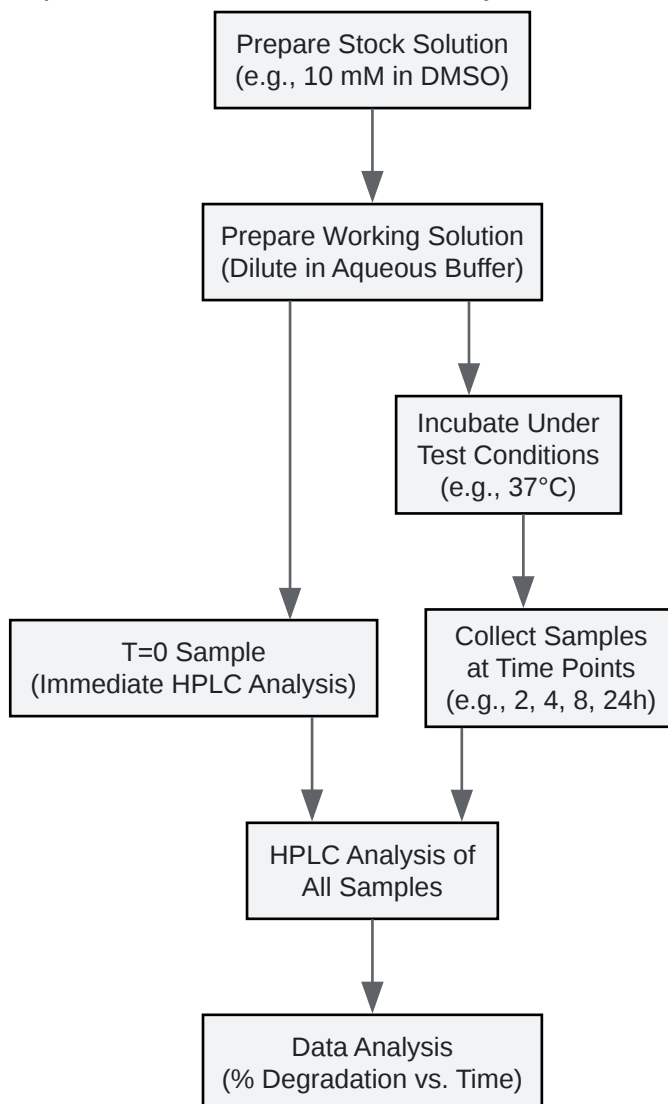 Prepare Stock Solution
(e.g., 10 mM in DMSO)
Prepare Working Solution
(Dilute in Aqueous Buffer)
Incubate Under
Test Conditions
(e.g., 37°C)
T=0 Sample
(Immediate HPLC Analysis)
Collect Samples
at Time Points
(e.g., 2, 4, 8, 24h)
HPLC Analysis of
All Samples
Data Analysis
(% Degradation vs. Time)